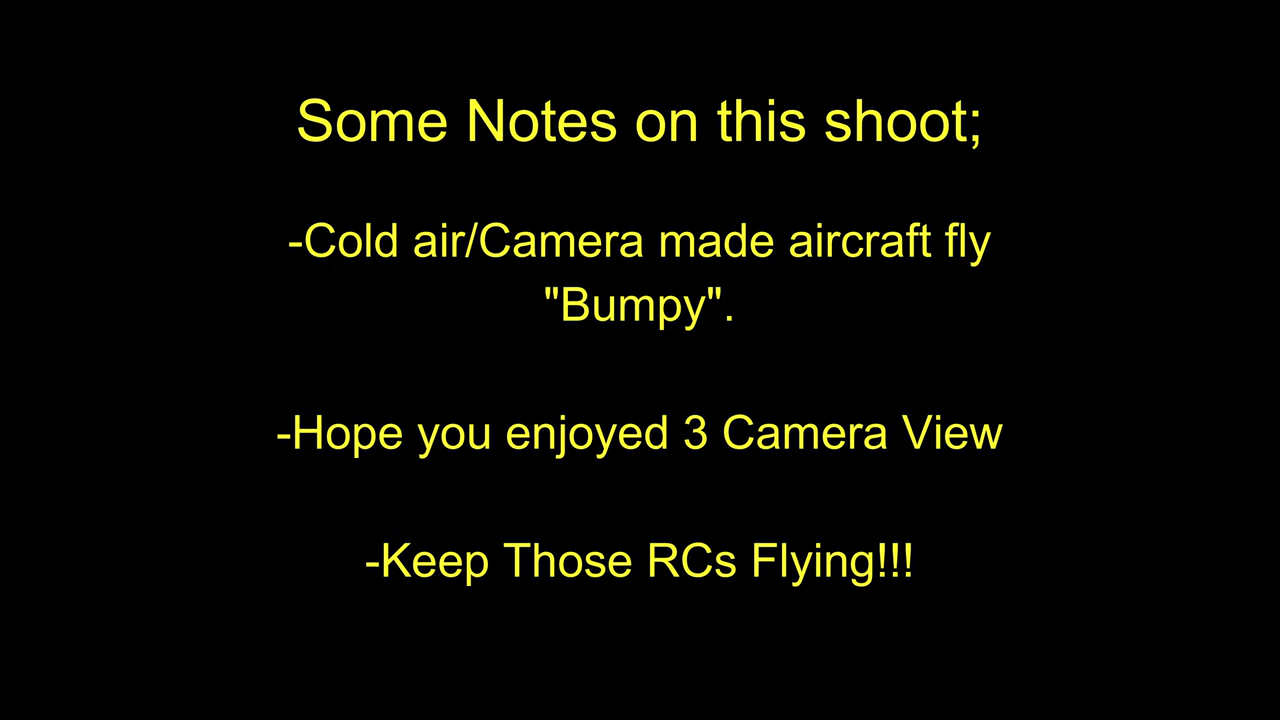 Some Notes on this shoot;
-Cold air/Camera made aircraft fly
"Bumpy".
-Hope you enjoyed 3 Camera View
-Keep Those RCs Flying!!!